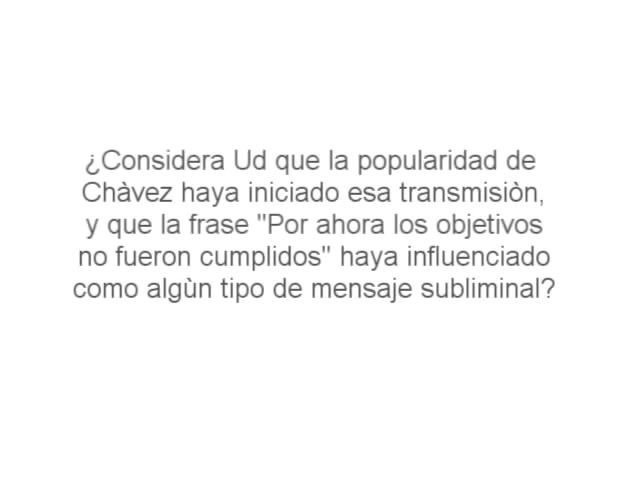 ¿Considera Ud que la popularidad de
Chàvez haya iniciado esa transmisiòn,
y que la frase "Por ahora los objetivos
no fueron cumplidos" haya influenciado
como algùn tipo de mensaje subliminal?